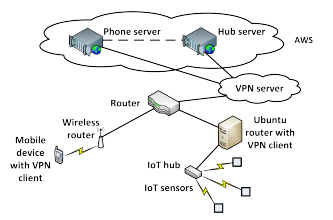 Phone server
Hub server
AWS
VPN server
Router
Wireless
router
Ubuntu
router with
VPN client
Mobile
device
with VPN
client
IoT hub
IoT sensors